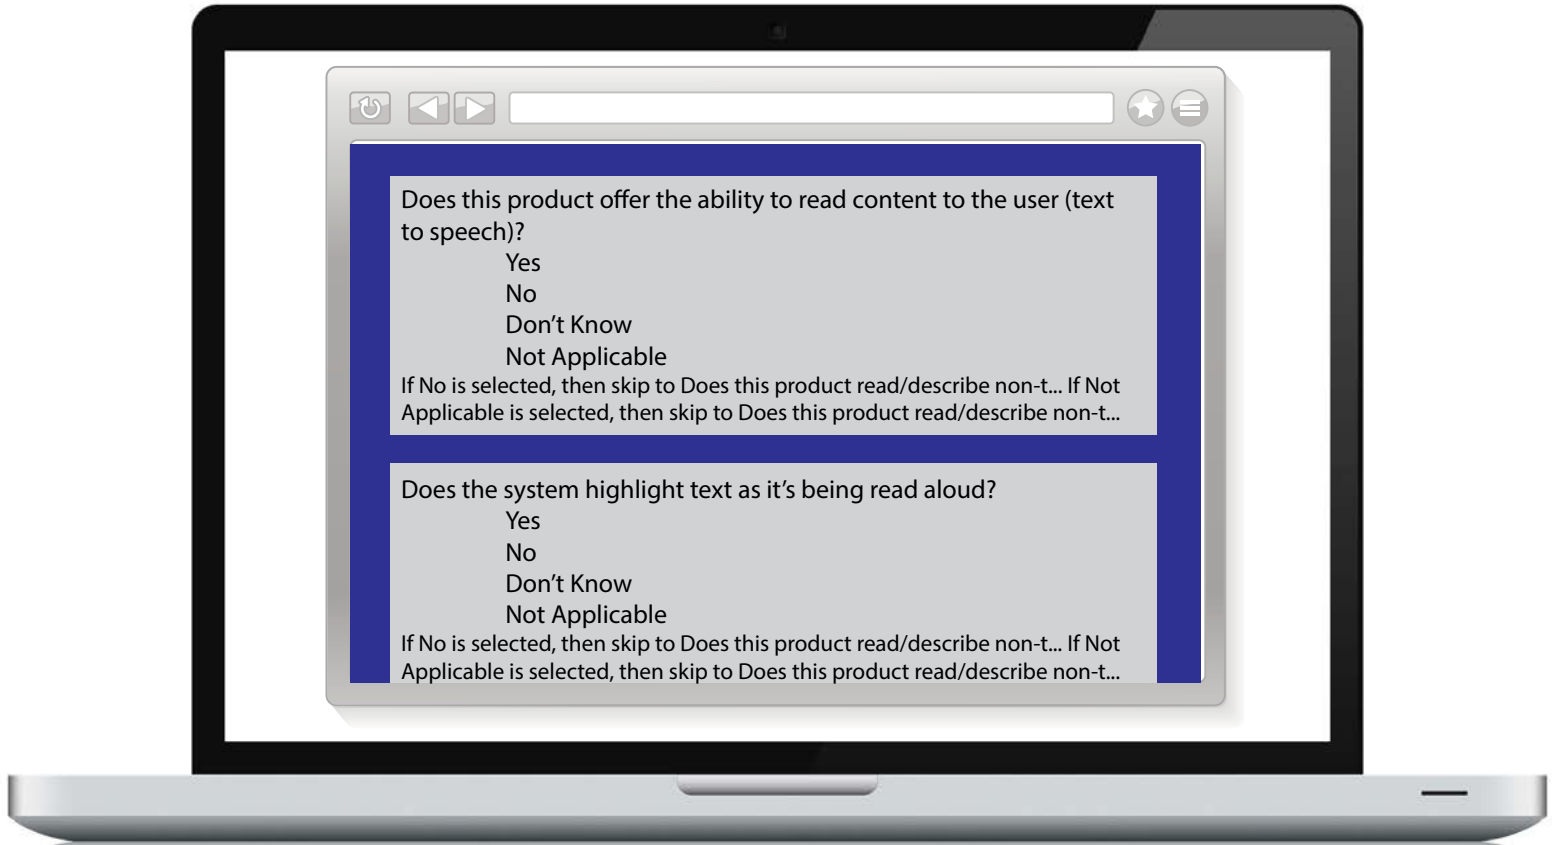 Does this product offer the ability to read content to the user (text
to speech)?
Yes
No
Don’t Know
Not Applicable
If No is selected, then skip to Does this product read/describe non-t... If Not
Applicable is selected, then skip to Does this product read/describe non-t...
Does the system highlight text as it’s being read aloud?
Yes
No
Don’t Know
Not Applicable
If No is selected, then skip to Does this product read/describe non-t... If Not
Applicable is selected, then skip to Does this product read/describe non-t...